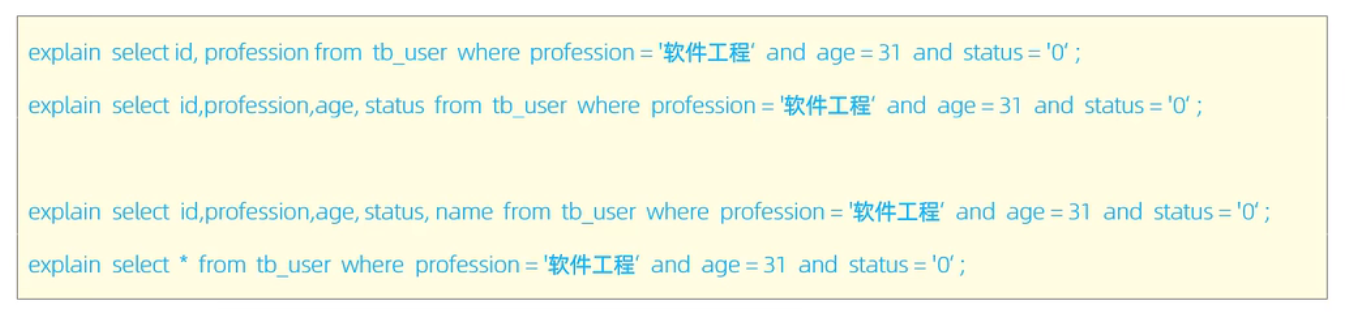 explain select id, profession from tb_user where profession = '软件工程‘ and age = 31 and status = '0‘ ;
explain select id,profession,age, status from tb_user where profession = '软件工程‘ and age = 31 and status = '0‘ ;
explain select id,profession,age, status, name from tb_user where profession = '软件工程‘ and age = 31 and status = '0‘ ;
explain select * from tb_user where profession = '软件工程‘ and age = 31 and status = '0‘ ;